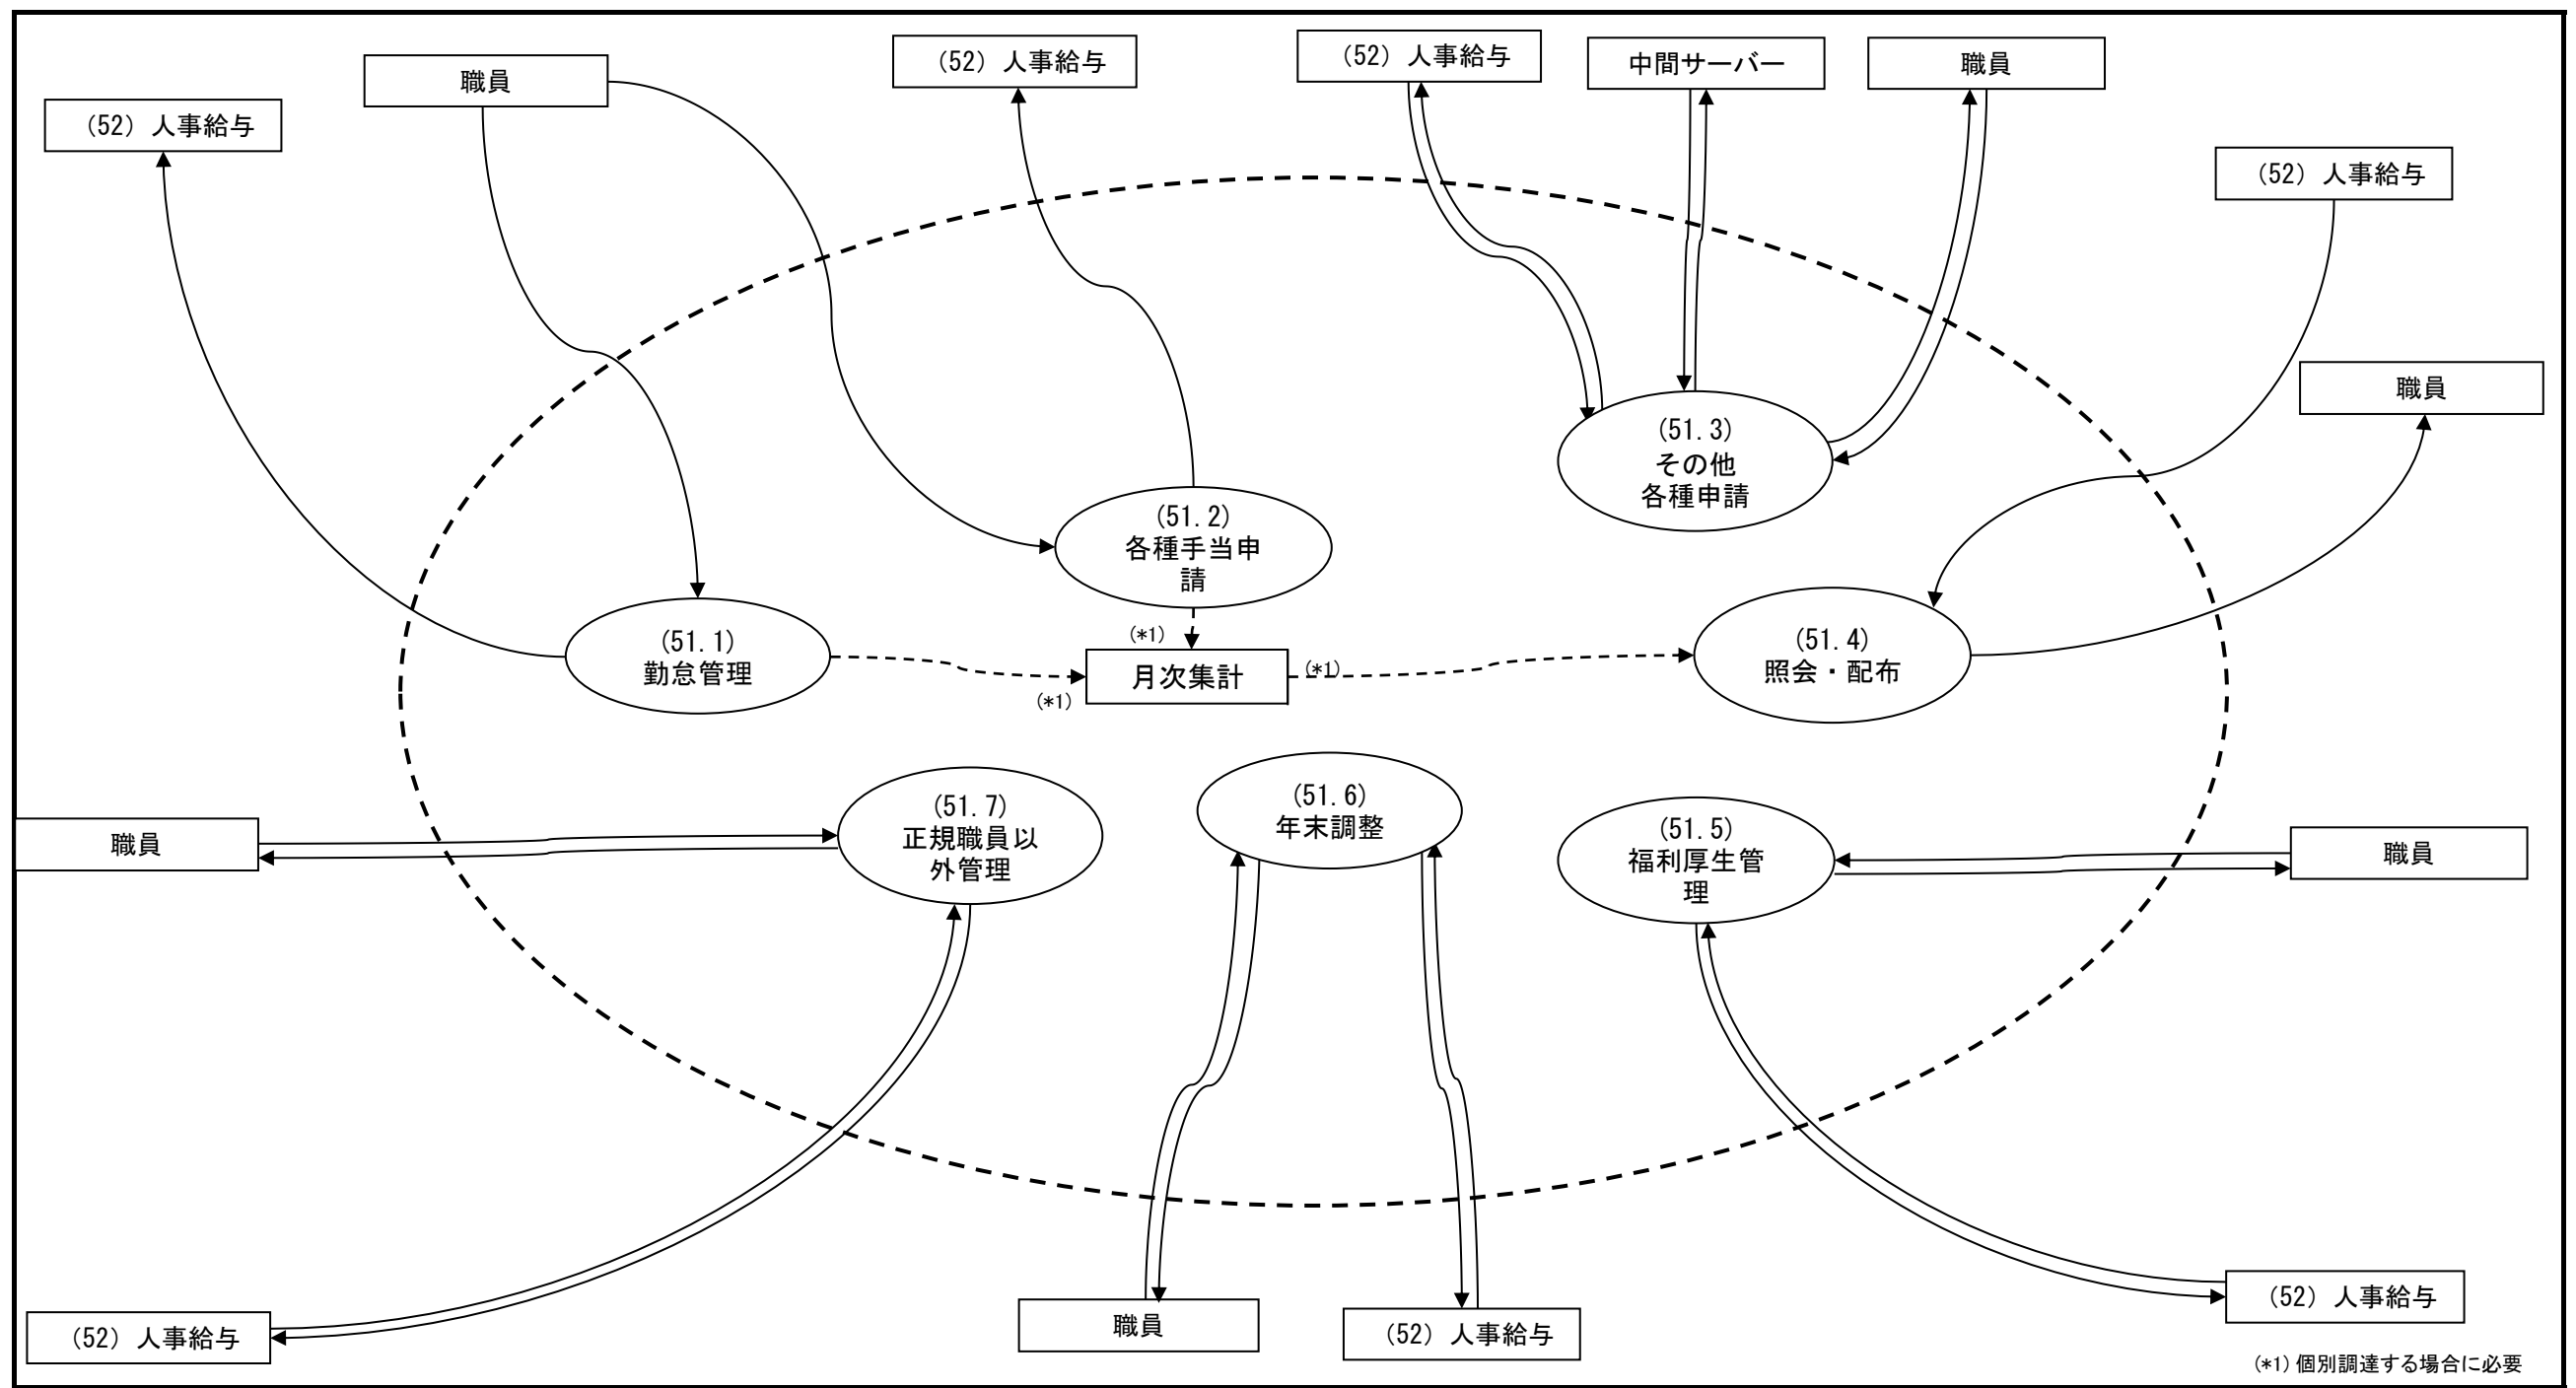 (52) 人事給与
職員
(52) 人事給与
(52) 人事給与
中間サーバー
職員
(52) 人事給与
職員
(51.3)
その他
各種申請
(51.2)
各種手当申
請
(51.1)
勤怠管理
(*1)
(*1)
月次集計
(*1)
(51.4)
照会・配布
職員
(51.7)
正規職員以
外管理
(51.6)
年末調整
(51.5)
福利厚生管
理
職員
(52) 人事給与
職員
(52) 人事給与
(52) 人事給与
(*1) 個別調達する場合に必要